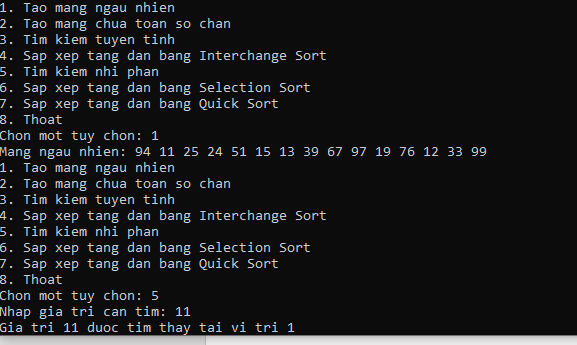 1. Tao mang ngau nhien
2. Tao mang chua toan so chan
3. Tim kiem tuyen tinh
4. Sap xep tang dan bang Interchange Sort
5. Tim kiem nhi phan
6. Sap xep tang dan bang Selection Sort
7. Sap xep tang dan bang Quick Sort
8. Thoat
Chon mot tuy chon: 1
Mang ngau nhien: 94 11 25 24 51 15 13 39 67 97 19 76 12 33 99
1. Tao mang ngau nhien
2. Tao mang chua toan so chan
3. Tim kiem tuyen tinh
4. Sap xep tang dan bang Interchange Sort
5. Tim kiem nhi phan
6. Sap xep tang dan bang Selection Sort
7. Sap xep tang dan bang Quick Sort
8. Thoat
Chon mot tuy chon: 5
Nhap gia tri can tim: 11
Gia tri 11 duoc tim thay tai vi tri 1